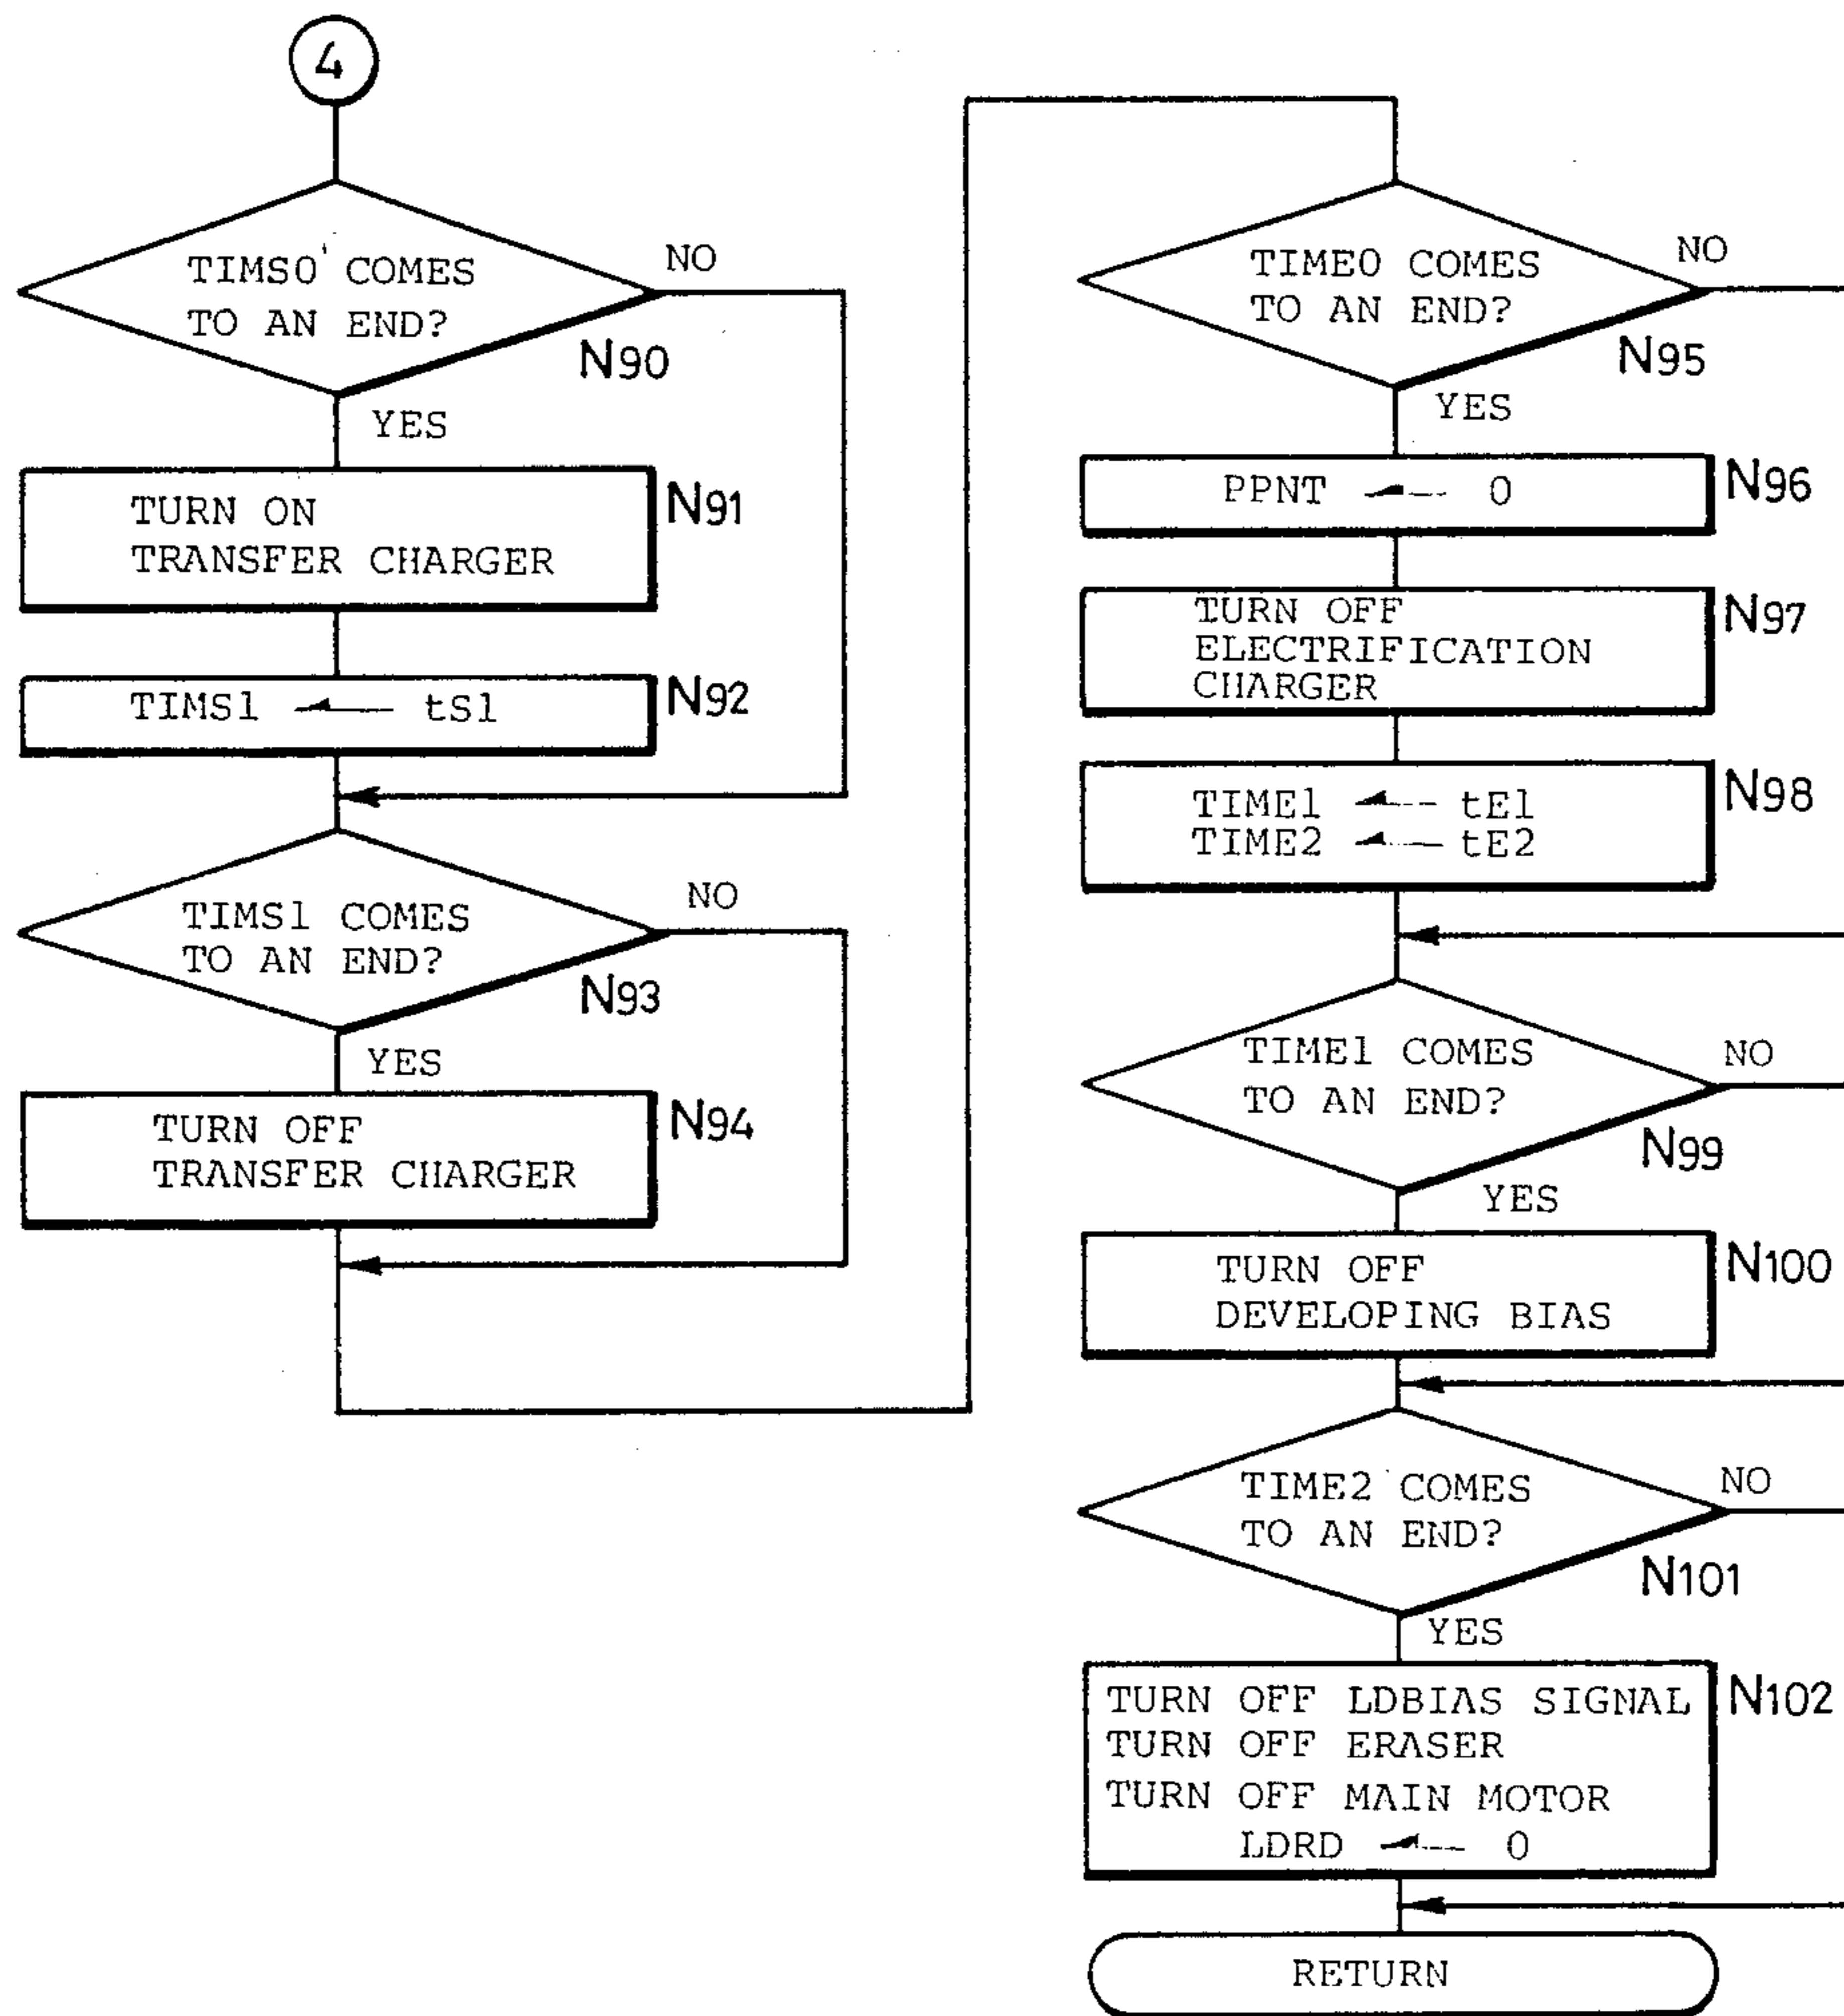 4
TIMS0 COMES
TO AN END?
NO
N90
YES
TURN ON
TRANSFER CHARGER
N91
TIMS1 ← tS1
N92
TIMS1 COMES
TO AN END?
NO
N93
YES
TURN OFF
TRANSFER CHARGER
N94
TIME0 COMES
TO AN END?
NO
N95
YES
PPNT ← 0
N96
TURN OFF
ELECTRIFICATION
CHARGER
N97
TIME1 ← tE1
TIME2 ← tE2
N98
TIME1 COMES
TO AN END?
NO
N99
YES
TURN OFF
DEVELOPING BIAS
N100
TIME2 COMES
TO AN END?
NO
N101
YES
TURN OFF LDBIAS SIGNAL
TURN OFF ERASER
TURN OFF MAIN MOTOR
LDRD ← 0
N102
RETURN